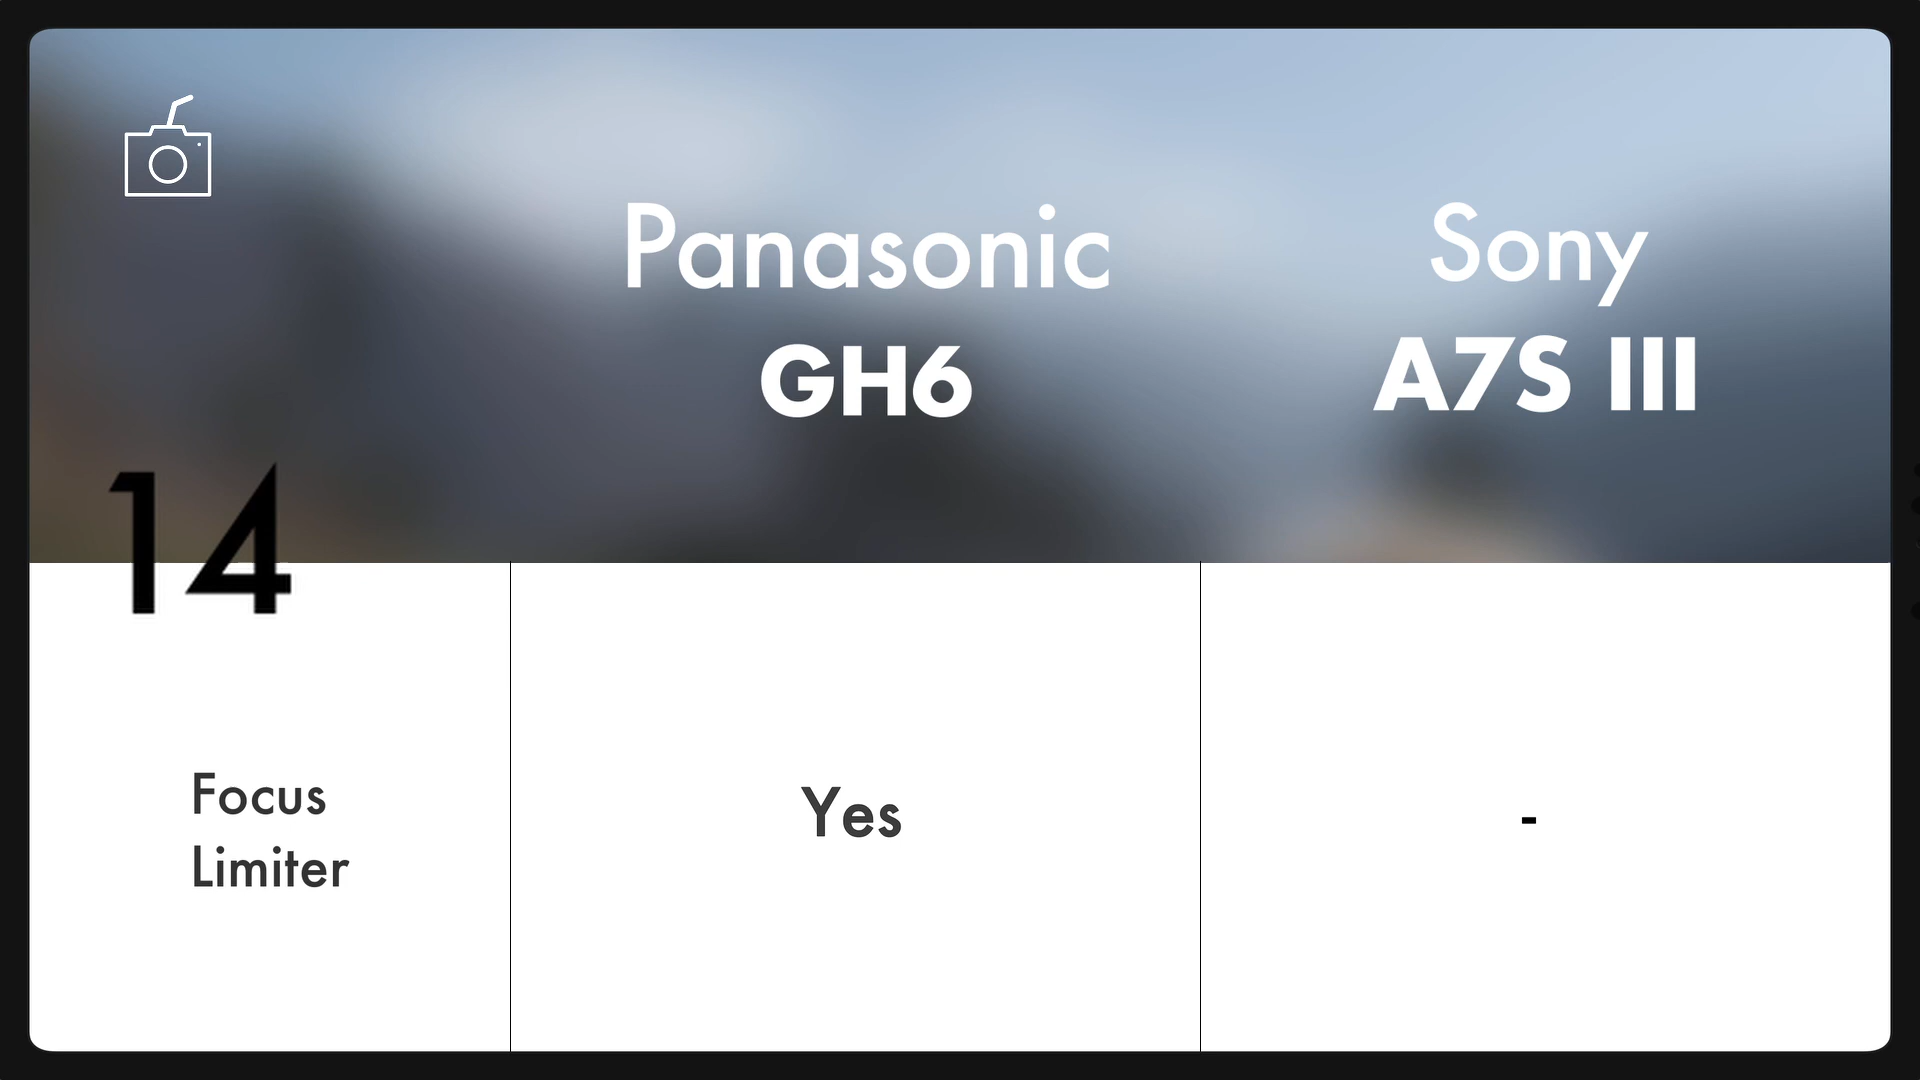 Panasonic
GH6
Sony
A7S III
14
Focus
Limiter
Yes
-